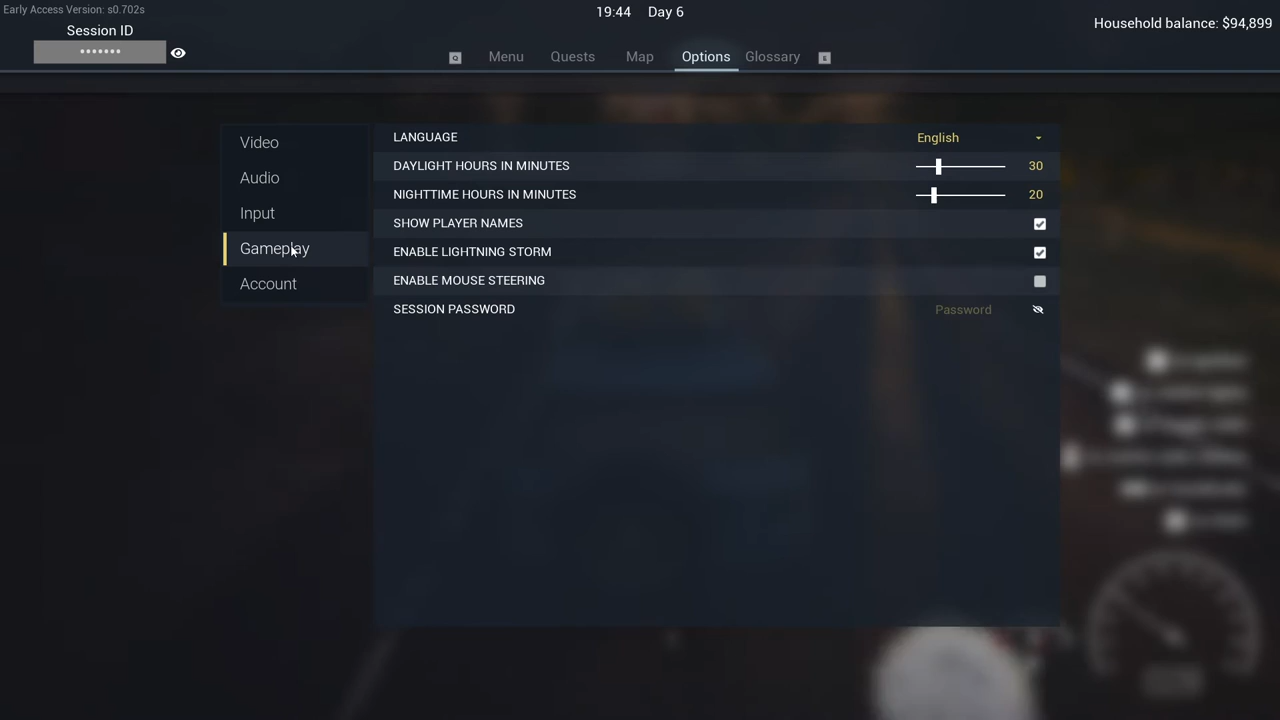 Early Access Version: s0.702s
19:44 Day 6
Session ID
•••••••
Household balance: $94,899
Q Menu Quests Map Options Glossary E
Video
Audio
Input
Gameplay
Account
LANGUAGE English
DAYLIGHT HOURS IN MINUTES 30
NIGHTTIME HOURS IN MINUTES 20
SHOW PLAYER NAMES
ENABLE LIGHTNING STORM
ENABLE MOUSE STEERING
SESSION PASSWORD Password